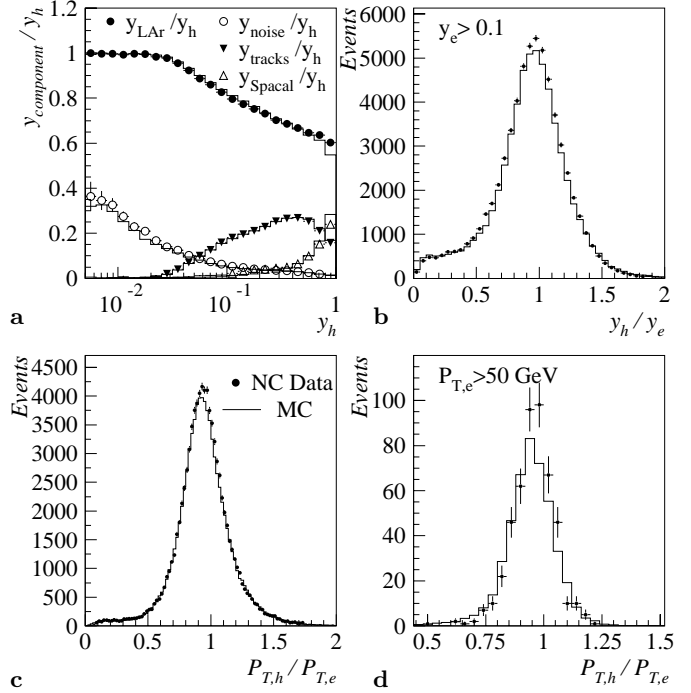 y_LAr/y_h
y_noise/y_h
y_tracks/y_h
y_Spacal/y_h
y_component / y_h
1.2
1
0.8
0.6
0.4
0.2
0
10^-2
10^-1
1
y_h
a
y_e > 0.1
Events
6000
5000
4000
3000
2000
1000
0
0
0.5
1
1.5
2
y_h / y_e
b
NC Data
MC
Events
4500
4000
3500
3000
2500
2000
1500
1000
500
0
0
0.5
1
1.5
2
P_T,h / P_T,e
c
P_T,e>50 GeV
Events
100
80
60
40
20
0
0.5
0.75
1
1.25
1.5
P_T,h / P_T,e
d